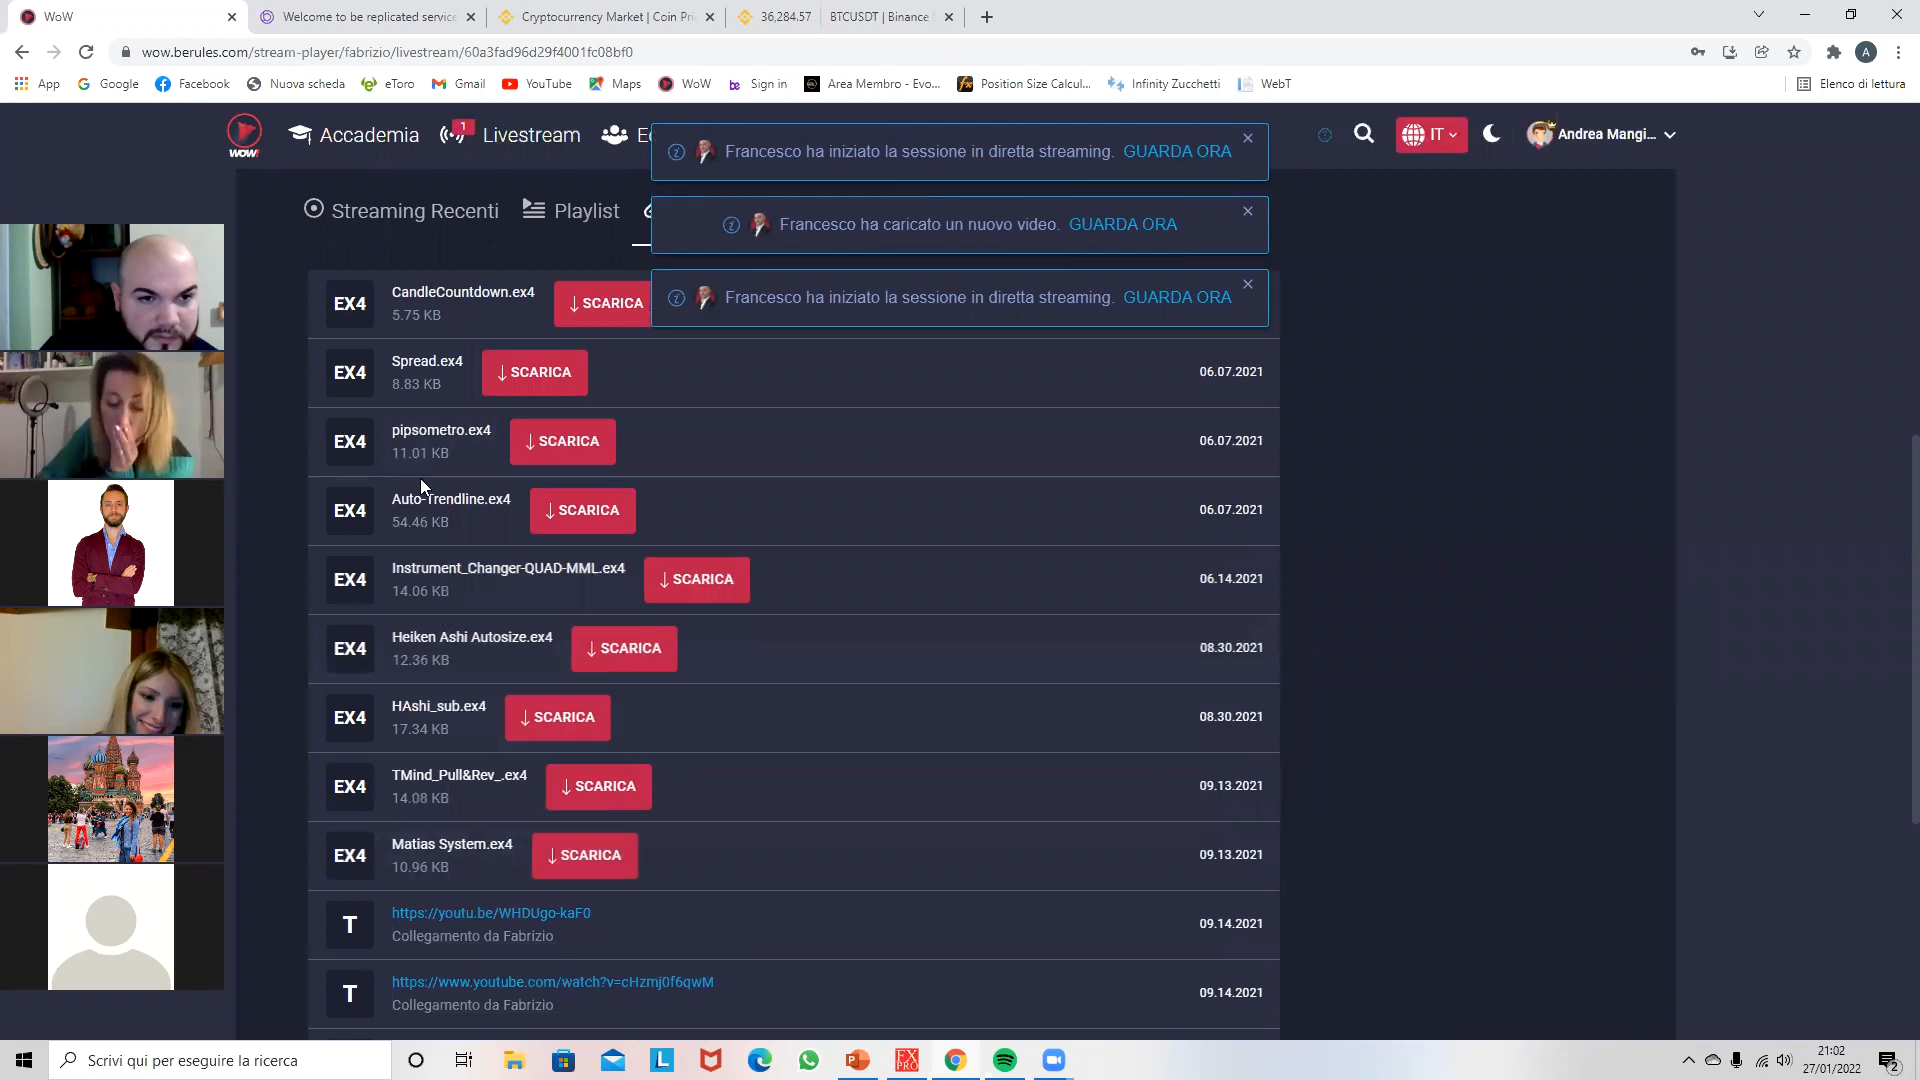 WoW
Welcome to be replicated service
Cryptocurrency Market | Coin Pri
36,284.57
BTCUSDT | Binance
wow.berules.com/stream-player/fabrizio/livestream/60a3fad96d29f4001fc08bf0
A
App
Google
Facebook
Nuova scheda
eToro
Gmail
YouTube
Maps
WoW
Sign in
Area Membro - Evo...
Position Size Calcul...
Infinity Zucchetti
WebT
Elenco di lettura
WOW!
Accademia
1
Livestream
IT
Andrea Mangi...
Francesco ha iniziato la sessione in diretta streaming. GUARDA ORA
Streaming Recenti
Playlist
Francesco ha caricato un nuovo video. GUARDA ORA
Francesco ha iniziato la sessione in diretta streaming. GUARDA ORA
EX4
CandleCountdown.ex4
5.75 KB
SCARICA
EX4
Spread.ex4
8.83 KB
SCARICA
06.07.2021
EX4
pipsometro.ex4
11.01 KB
SCARICA
06.07.2021
EX4
Auto-Trendline.ex4
54.46 KB
SCARICA
06.07.2021
EX4
Instrument_Changer-QUAD-MML.ex4
14.06 KB
SCARICA
06.14.2021
EX4
Heiken Ashi Autosize.ex4
12.36 KB
SCARICA
08.30.2021
EX4
HAshi_sub.ex4
17.34 KB
SCARICA
08.30.2021
EX4
TMind_Pull&Rev_.ex4
14.08 KB
SCARICA
09.13.2021
EX4
Matias System.ex4
10.96 KB
SCARICA
09.13.2021
T
https://youtu.be/WHDUgo-kaF0
Collegamento da Fabrizio
09.14.2021
T
https://www.youtube.com/watch?v=cHzmj0f6qwM
Collegamento da Fabrizio
09.14.2021
Scrivi qui per eseguire la ricerca
L
FX
PRO
21:02
27/01/2022
2